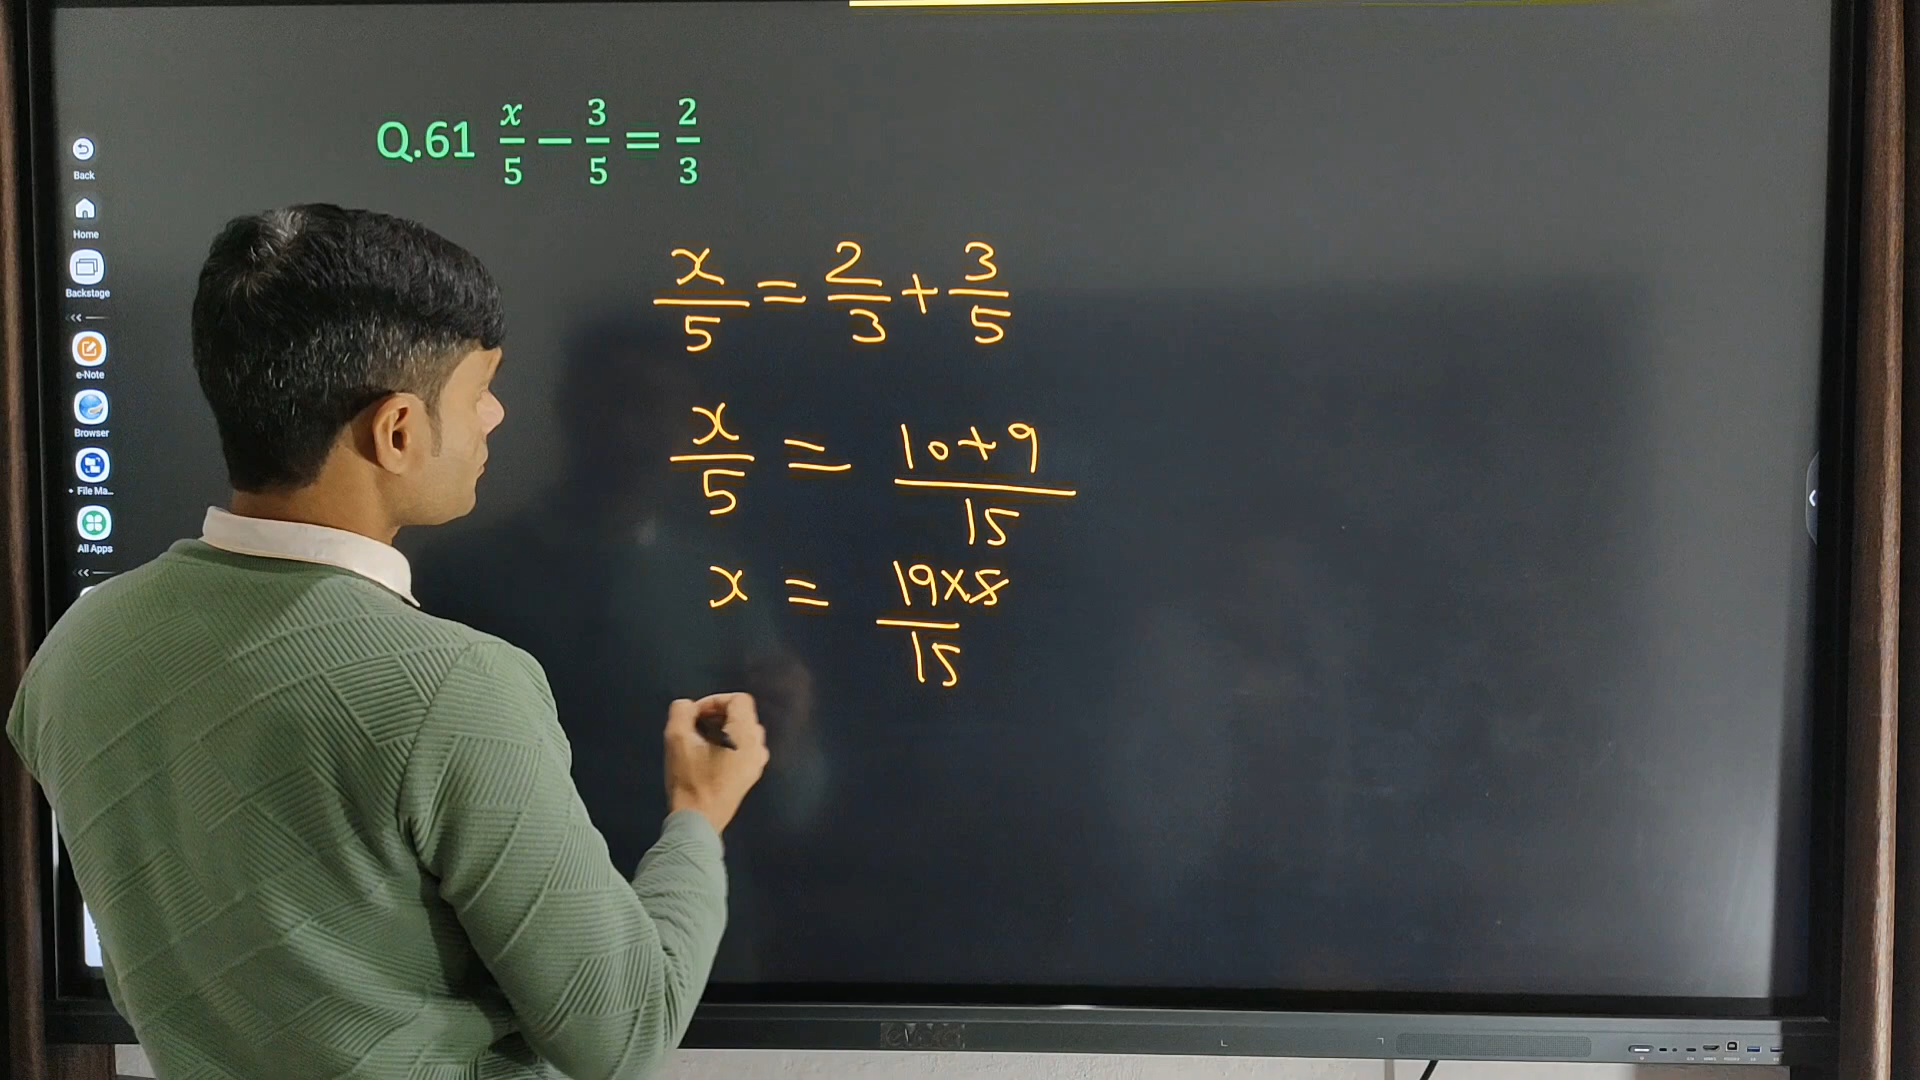 Q.61 x/5 − 3/5 = 2/3
x/5 = 2/3 + 3/5
x/5 = 10+9/15
x = 19×5/15
Back
Home
Backstage
e-Note
Browser
File Ma...
All Apps